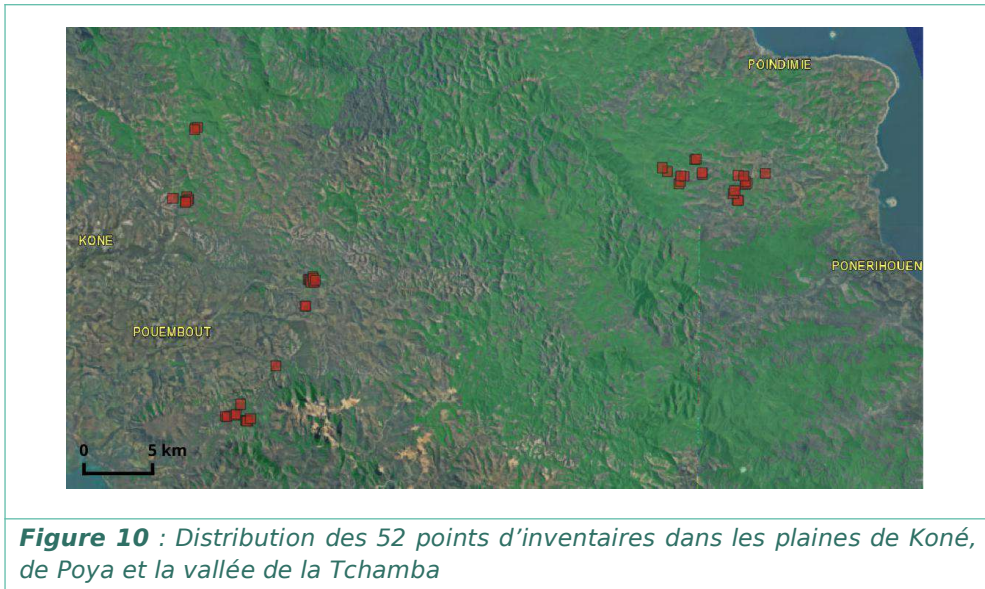 POINDIMIE
KONE
PONERIHOUEN
POUEMBOUT
0 5 km
Figure 10 : Distribution des 52 points d’inventaires dans les plaines de Koné,
de Poya et la vallée de la Tchamba